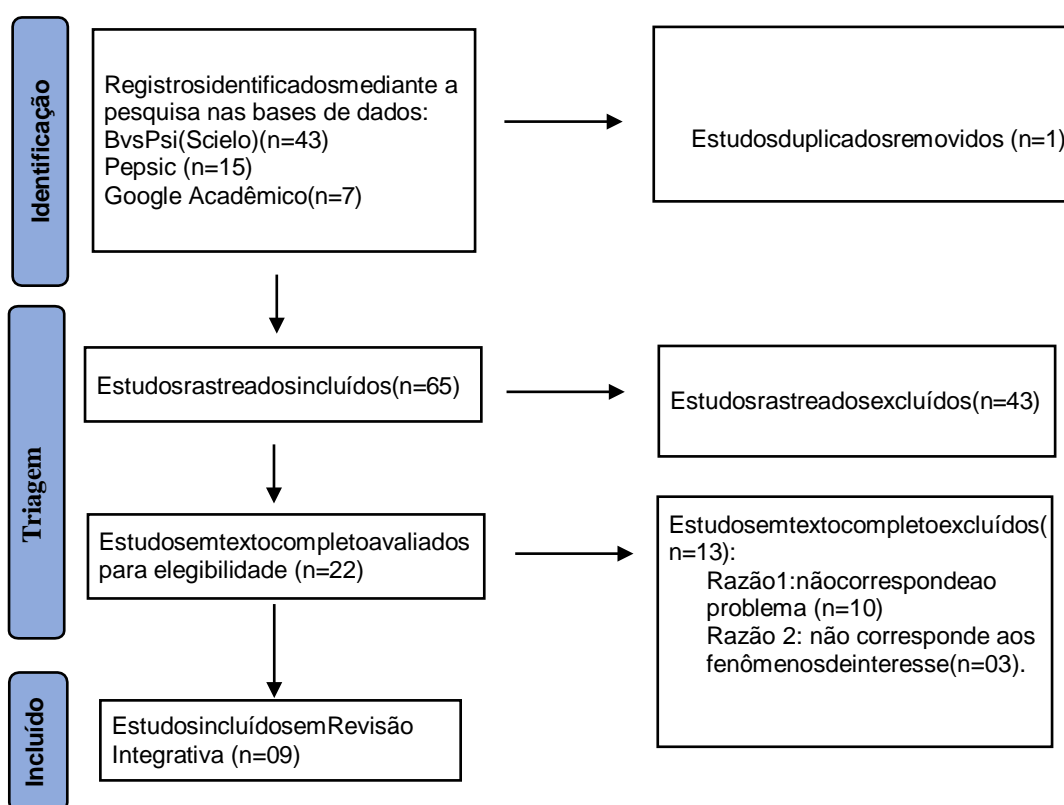 Identificação
Registrosidentificadosmediante a
pesquisa nas bases de dados:
BvsPsi(Scielo)(n=43)
Pepsic (n=15)
Google Acadêmico(n=7)
Estudosduplicadosremovidos (n=1)
Triagem
Estudosrastreadosincluídos(n=65)
Estudosrastreadosexcluídos(n=43)
Estudosemtextocompletoavaliados
para elegibilidade (n=22)
Estudosemtextocompletoexcluídos(
n=13):
Razão1:nãocorrespondeao
problema (n=10)
Razão 2: não corresponde aos
fenômenosdeinteresse(n=03).
Incluído
EstudosincluídosemRevisão
Integrativa (n=09)